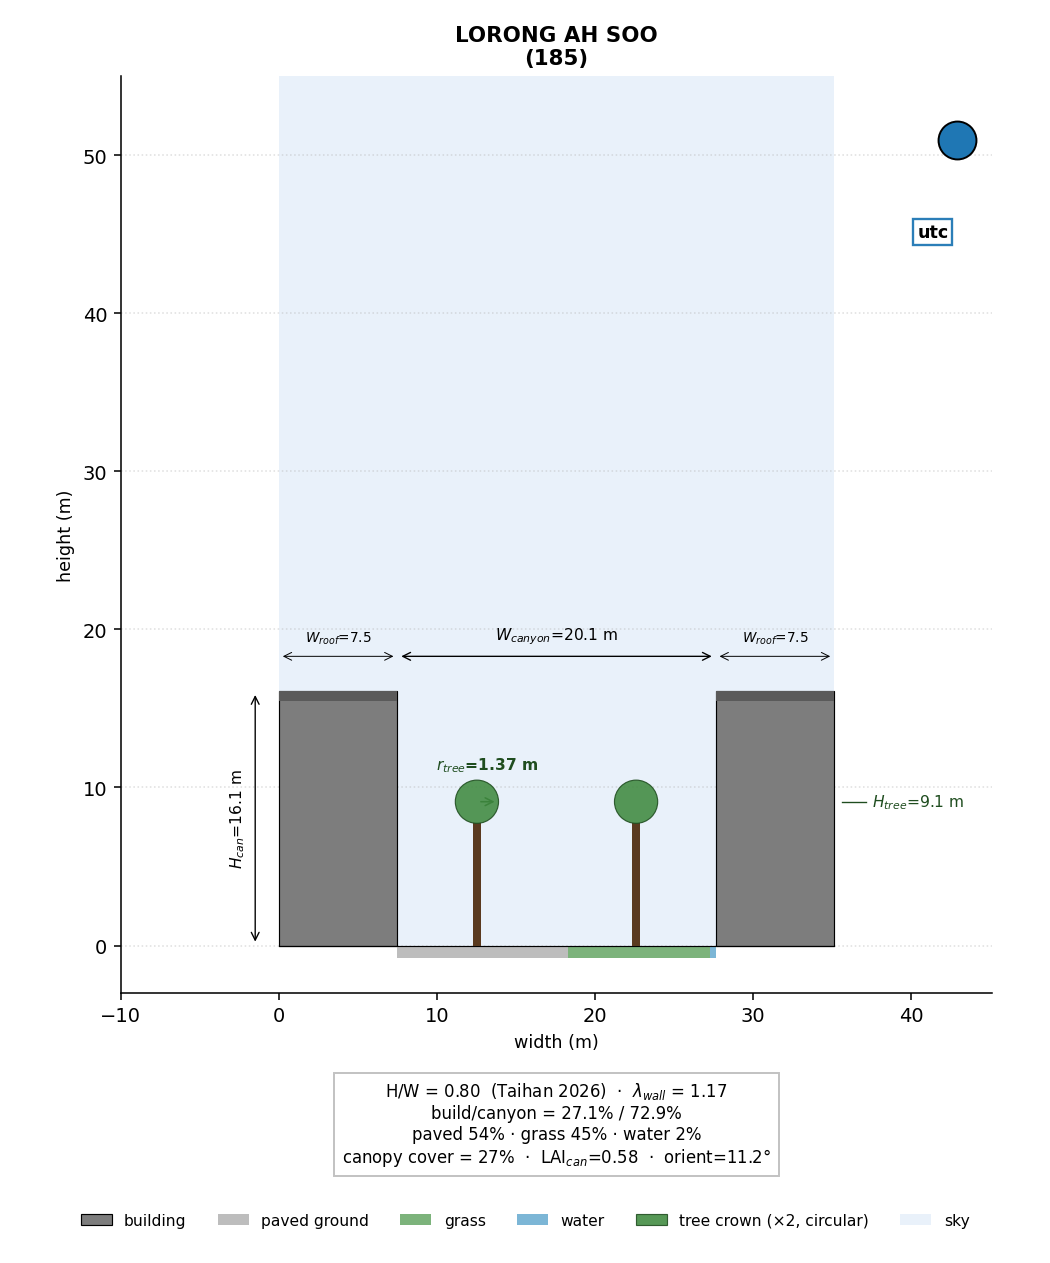 LORONG AH SOO
(185)
50
40
30
20
10
0
height (m)
utc
W_roof=7.5
W_canyon=20.1 m
W_roof=7.5
r_tree=1.37 m
H_tree=9.1 m
H_can=16.1 m
−10
0
10
20
30
40
width (m)
H/W = 0.80 (Taihan 2026) · λ_wall = 1.17
build/canyon = 27.1% / 72.9%
paved 54% · grass 45% · water 2%
canopy cover = 27% · LAI_can=0.58 · orient=11.2°
building
paved ground
grass
water
tree crown (×2, circular)
sky